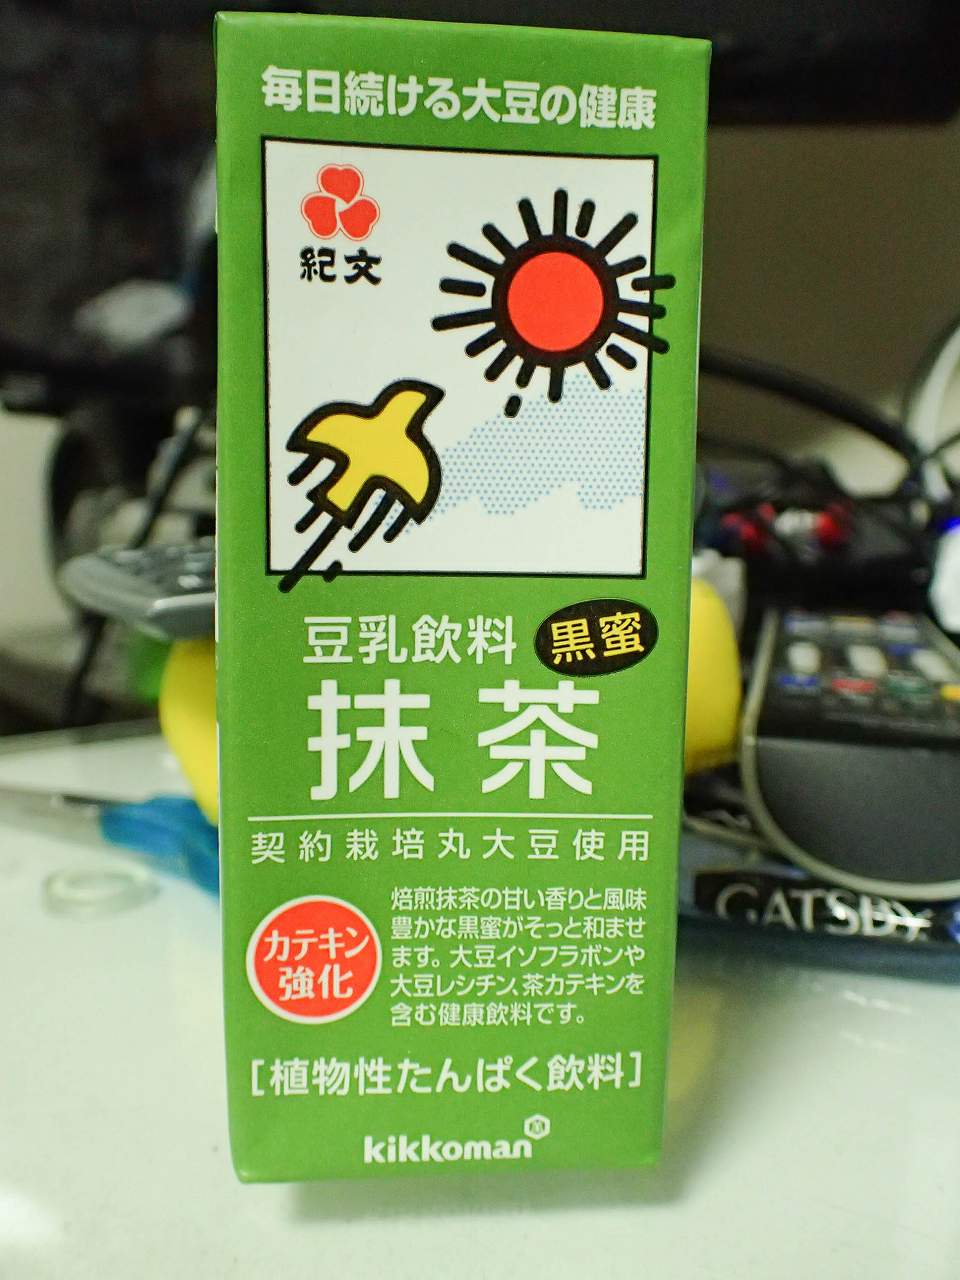 毎日続ける大豆の健康
紀文
豆乳飲料
黒蜜
抹茶
契約栽培丸大豆使用
カテキン
強化
焙煎抹茶の甘い香りと風味
豊かな黒蜜がそっと和ませ
ます。大豆イソフラボンや
大豆レシチン、茶カテキンを
含む健康飲料です。
[植物性たんぱく飲料]
kikkoman
GATSBY